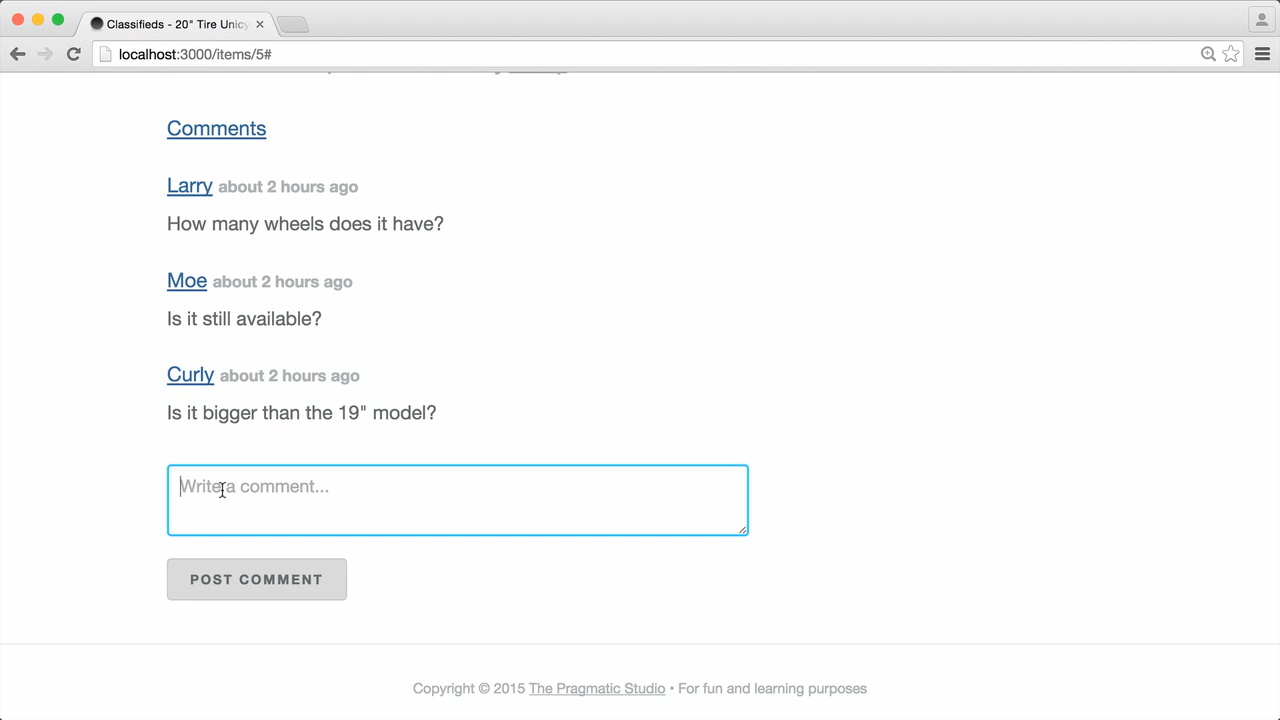 Classifieds - 20" Tire Unicy
localhost:3000/items/5#
Comments
Larry about 2 hours ago
How many wheels does it have?
Moe about 2 hours ago
Is it still available?
Curly about 2 hours ago
Is it bigger than the 19" model?
Write a comment...
POST COMMENT
Copyright © 2015 The Pragmatic Studio • For fun and learning purposes